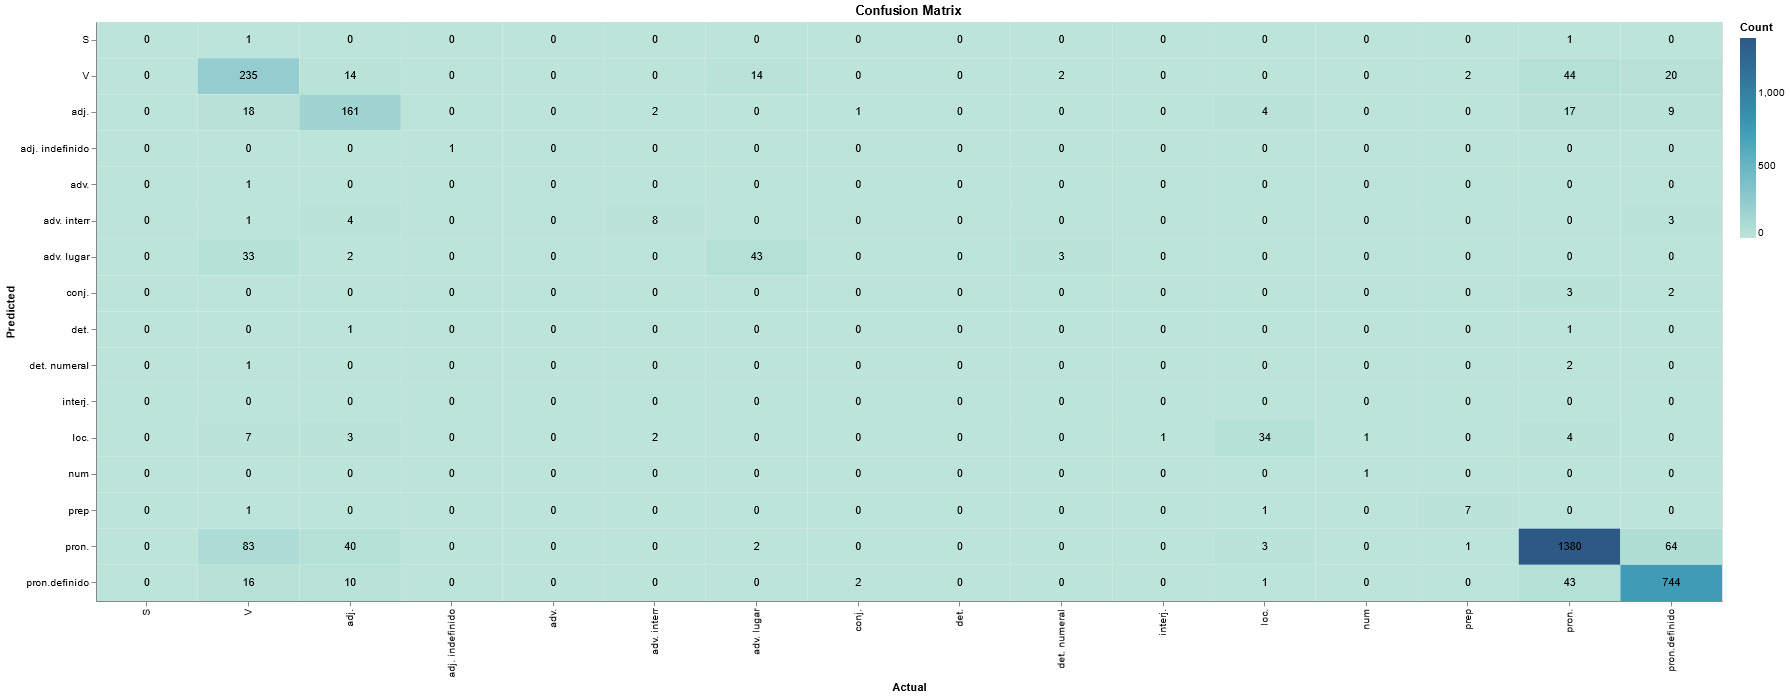 Confusion Matrix
Count
S 0 1 0 0 0 0 0 0 0 0 0 0 0 0 1 0
V 0 235 14 0 0 0 14 0 0 2 0 0 0 2 44 20
1,000
adj. 0 18 161 0 0 2 0 1 0 0 0 4 0 0 17 9
adj. indefinido 0 0 0 1 0 0 0 0 0 0 0 0 0 0 0 0
500
adv. 0 1 0 0 0 0 0 0 0 0 0 0 0 0 0 0
adv. interr 0 1 4 0 0 8 0 0 0 0 0 0 0 0 0 3
0
adv. lugar 0 33 2 0 0 0 43 0 0 3 0 0 0 0 0 0
conj. 0 0 0 0 0 0 0 0 0 0 0 0 0 0 3 2
Predicted
det. 0 0 1 0 0 0 0 0 0 0 0 0 0 0 1 0
det. numeral 0 1 0 0 0 0 0 0 0 0 0 0 0 0 2 0
interj. 0 0 0 0 0 0 0 0 0 0 0 0 0 0 0 0
loc. 0 7 3 0 0 2 0 0 0 0 1 34 1 0 4 0
num 0 0 0 0 0 0 0 0 0 0 0 0 1 0 0 0
prep 0 1 0 0 0 0 0 0 0 0 0 1 0 7 0 0
pron. 0 83 40 0 0 0 2 0 0 0 0 3 0 1 1380 64
pron.definido 0 16 10 0 0 0 0 2 0 0 0 1 0 0 43 744
S V adj. adj. indefinido adv. adv. interr adv. lugar conj. det. det. numeral interj. loc. num prep pron. pron.definido
Actual